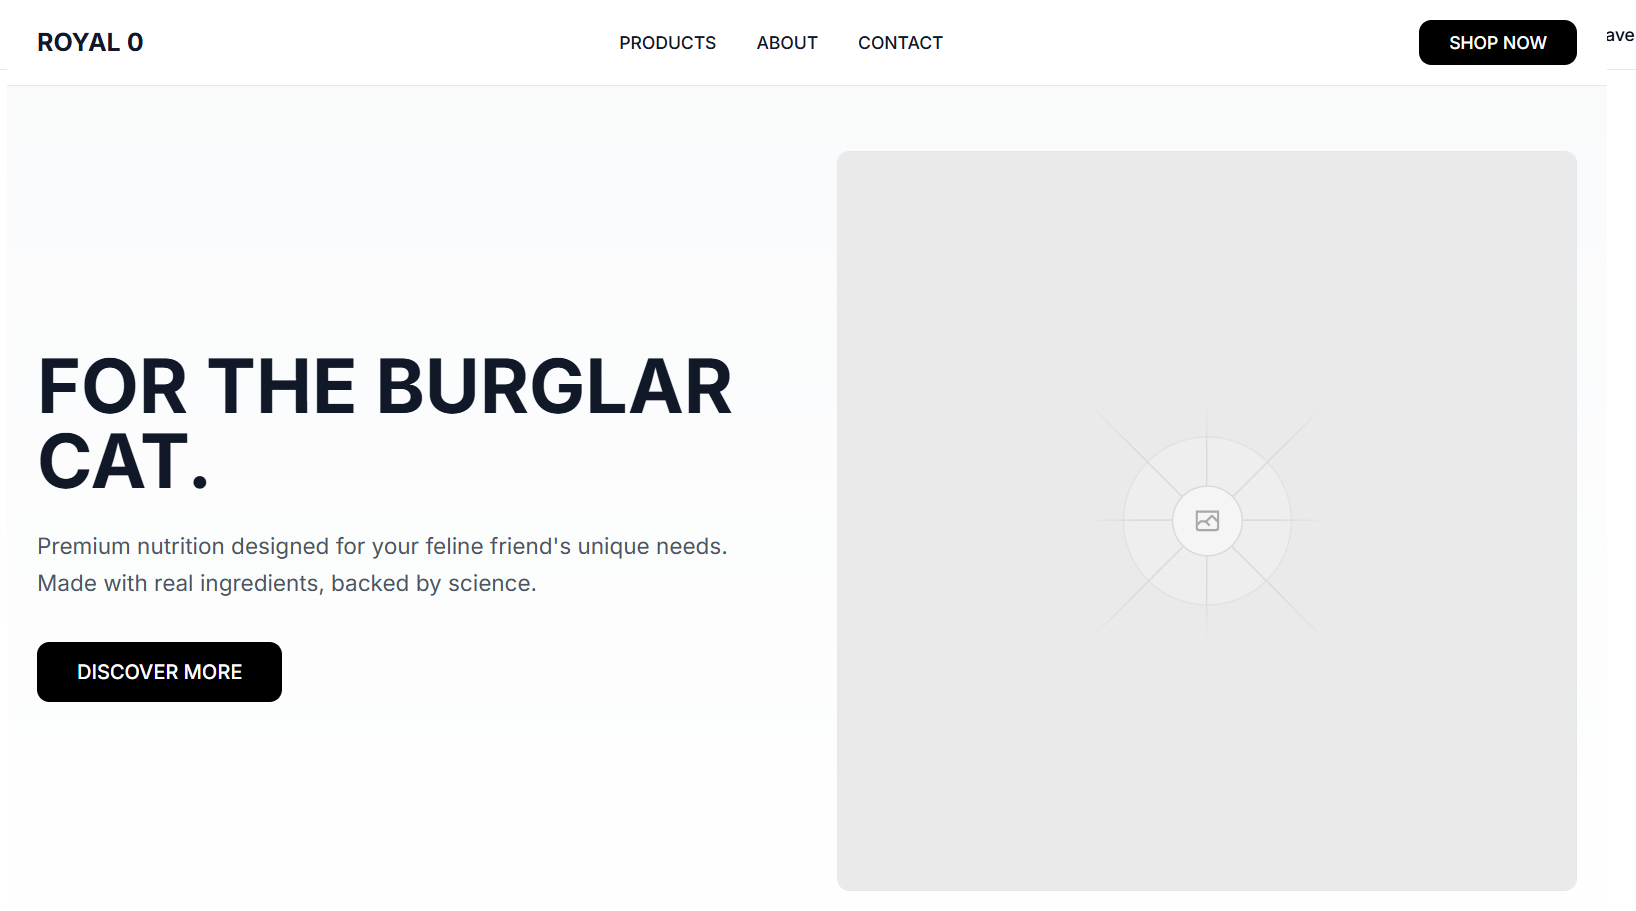 ROYAL 0
PRODUCTS
ABOUT
CONTACT
SHOP NOW
ave
FOR THE BURGLAR
CAT.
Premium nutrition designed for your feline friend's unique needs.
Made with real ingredients, backed by science.
DISCOVER MORE